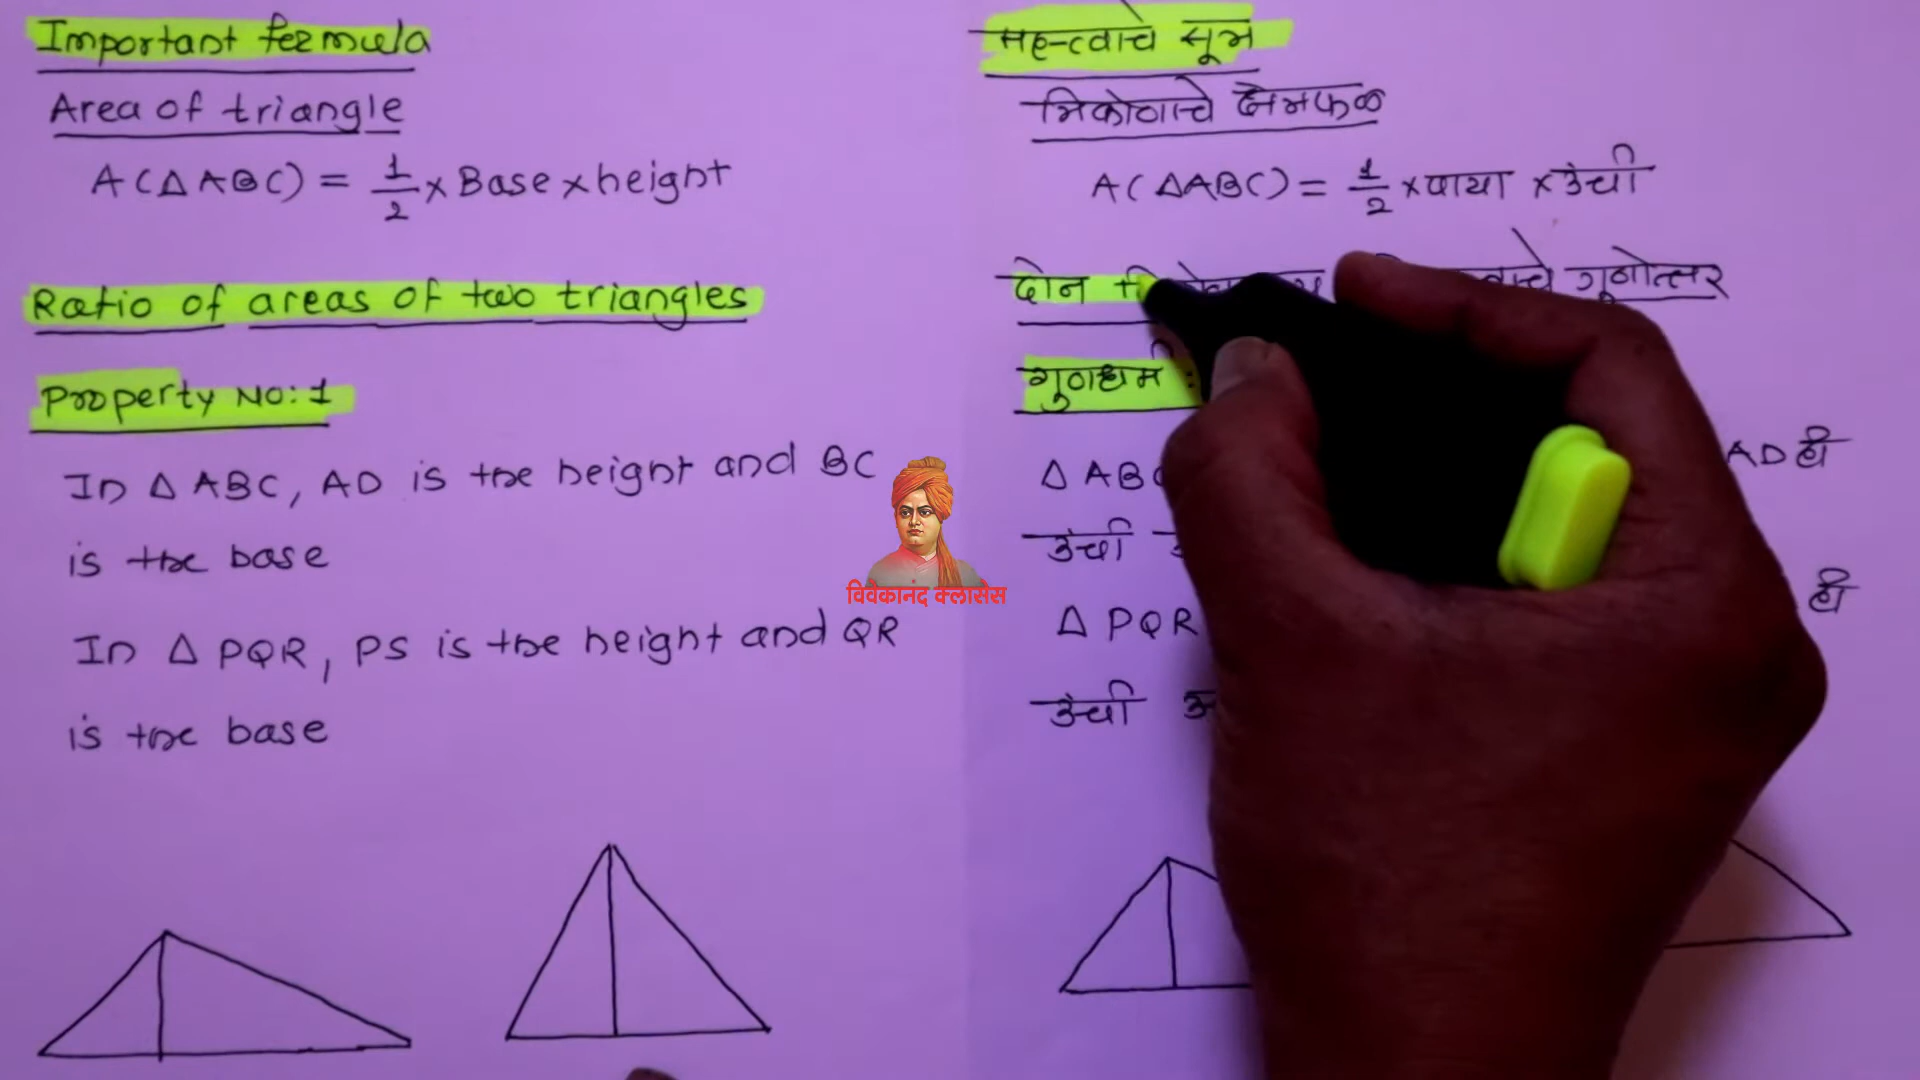 Important formula
Area of triangle
A(△ABC) = 1/2 × Base × height
Ratio of areas of two triangles
Property No: 1
In △ ABC, AD is the height and BC
is the base
In △ PQR, PS is the height and QR
is the base
विवेकानंद क्लासेस
महत्वाचे सूत्र
त्रिकोणाचे क्षेत्रफळ
A(△ABC) = 1/2 × पाया × उंची
दोन गुणोत्तर
गुणधर्म :
△ ABC AD ही
उंची
△ PQR ही
उंची